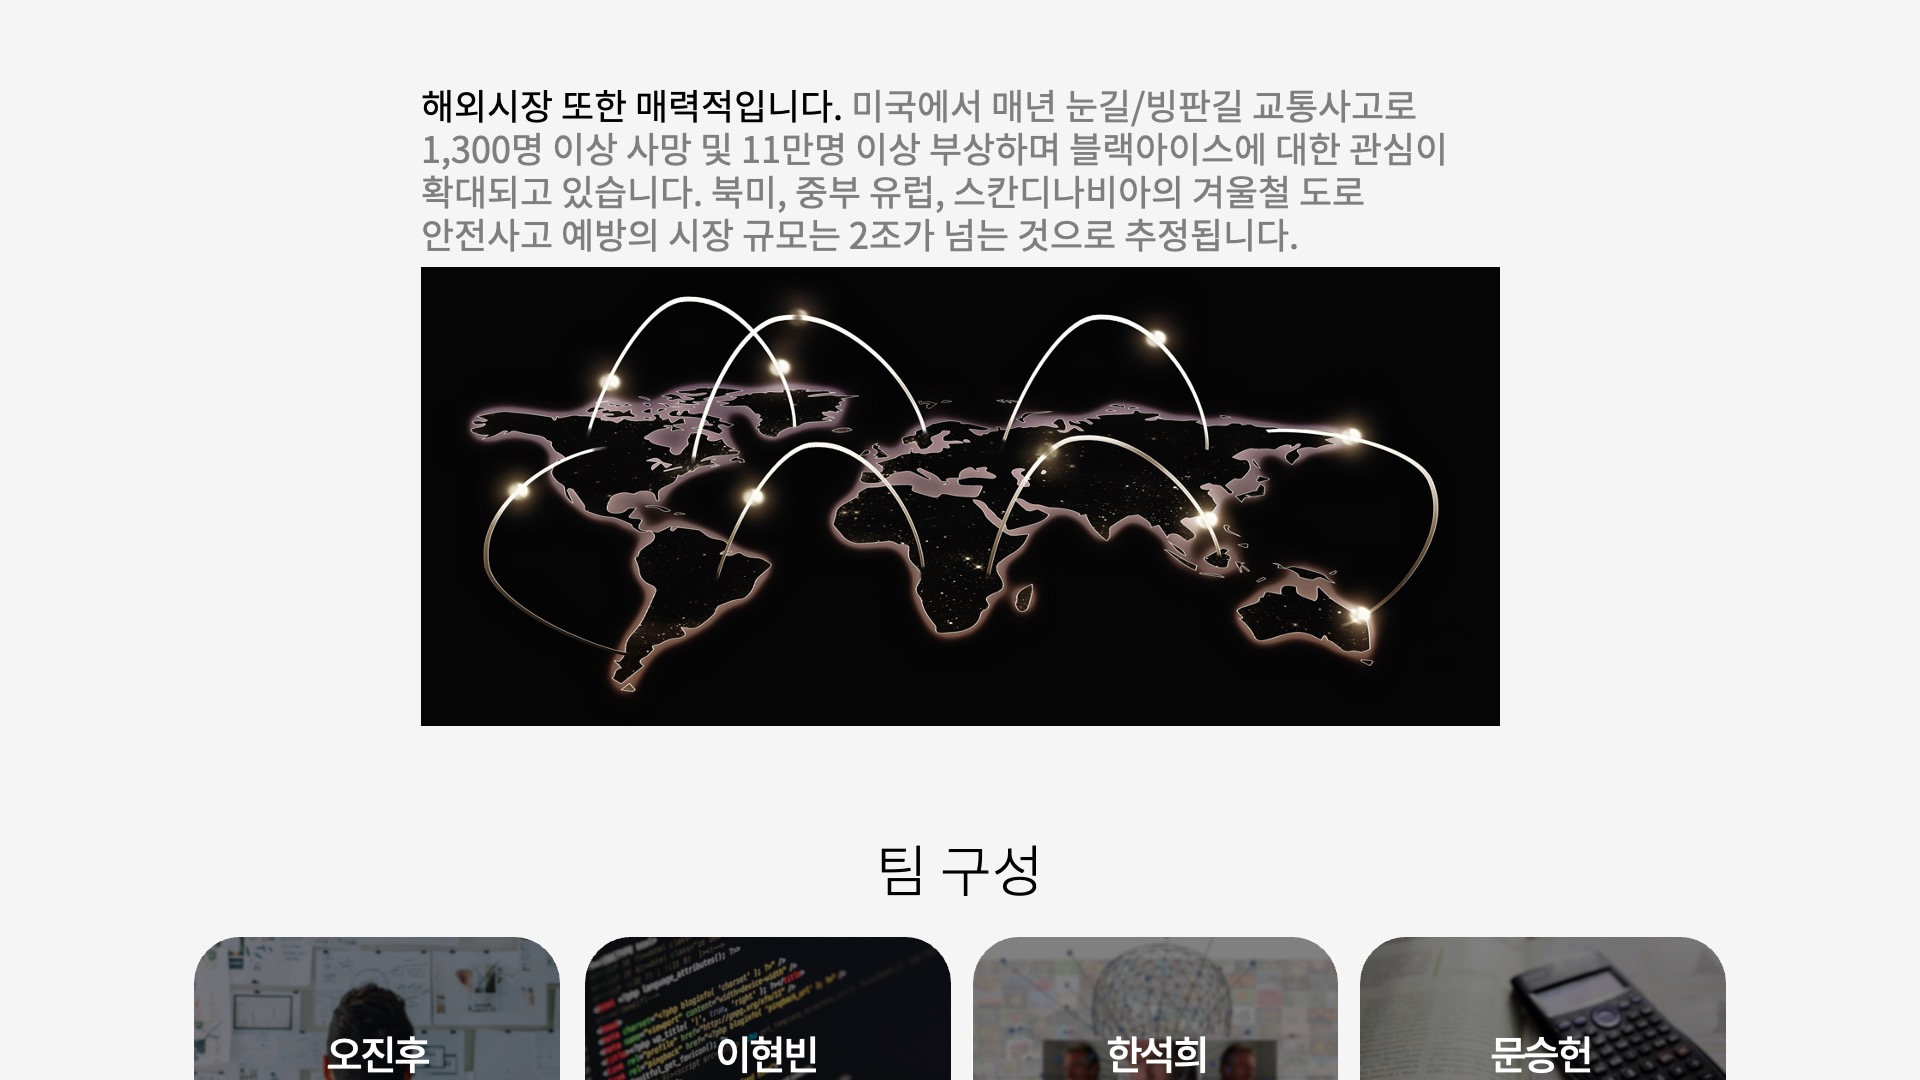 해외시장 또한 매력적입니다. 미국에서 매년 눈길/빙판길 교통사고로
1,300명 이상 사망 및 11만명 이상 부상하며 블랙아이스에 대한 관심이
확대되고 있습니다. 북미, 중부 유럽, 스칸디나비아의 겨울철 도로
안전사고 예방의 시장 규모는 2조가 넘는 것으로 추정됩니다.
팀 구성
오진후
이현빈
한석희
문승헌